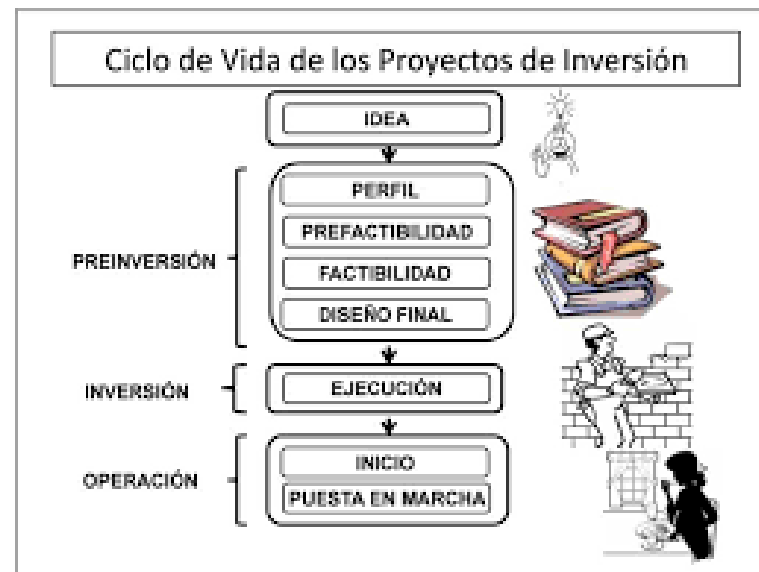 Ciclo de Vida de los Proyectos de Inversión
IDEA
PREINVERSIÓN
PERFIL
PREFACTIBILIDAD
FACTIBILIDAD
DISEÑO FINAL
INVERSIÓN
EJECUCIÓN
OPERACIÓN
INICIO
PUESTA EN MARCHA